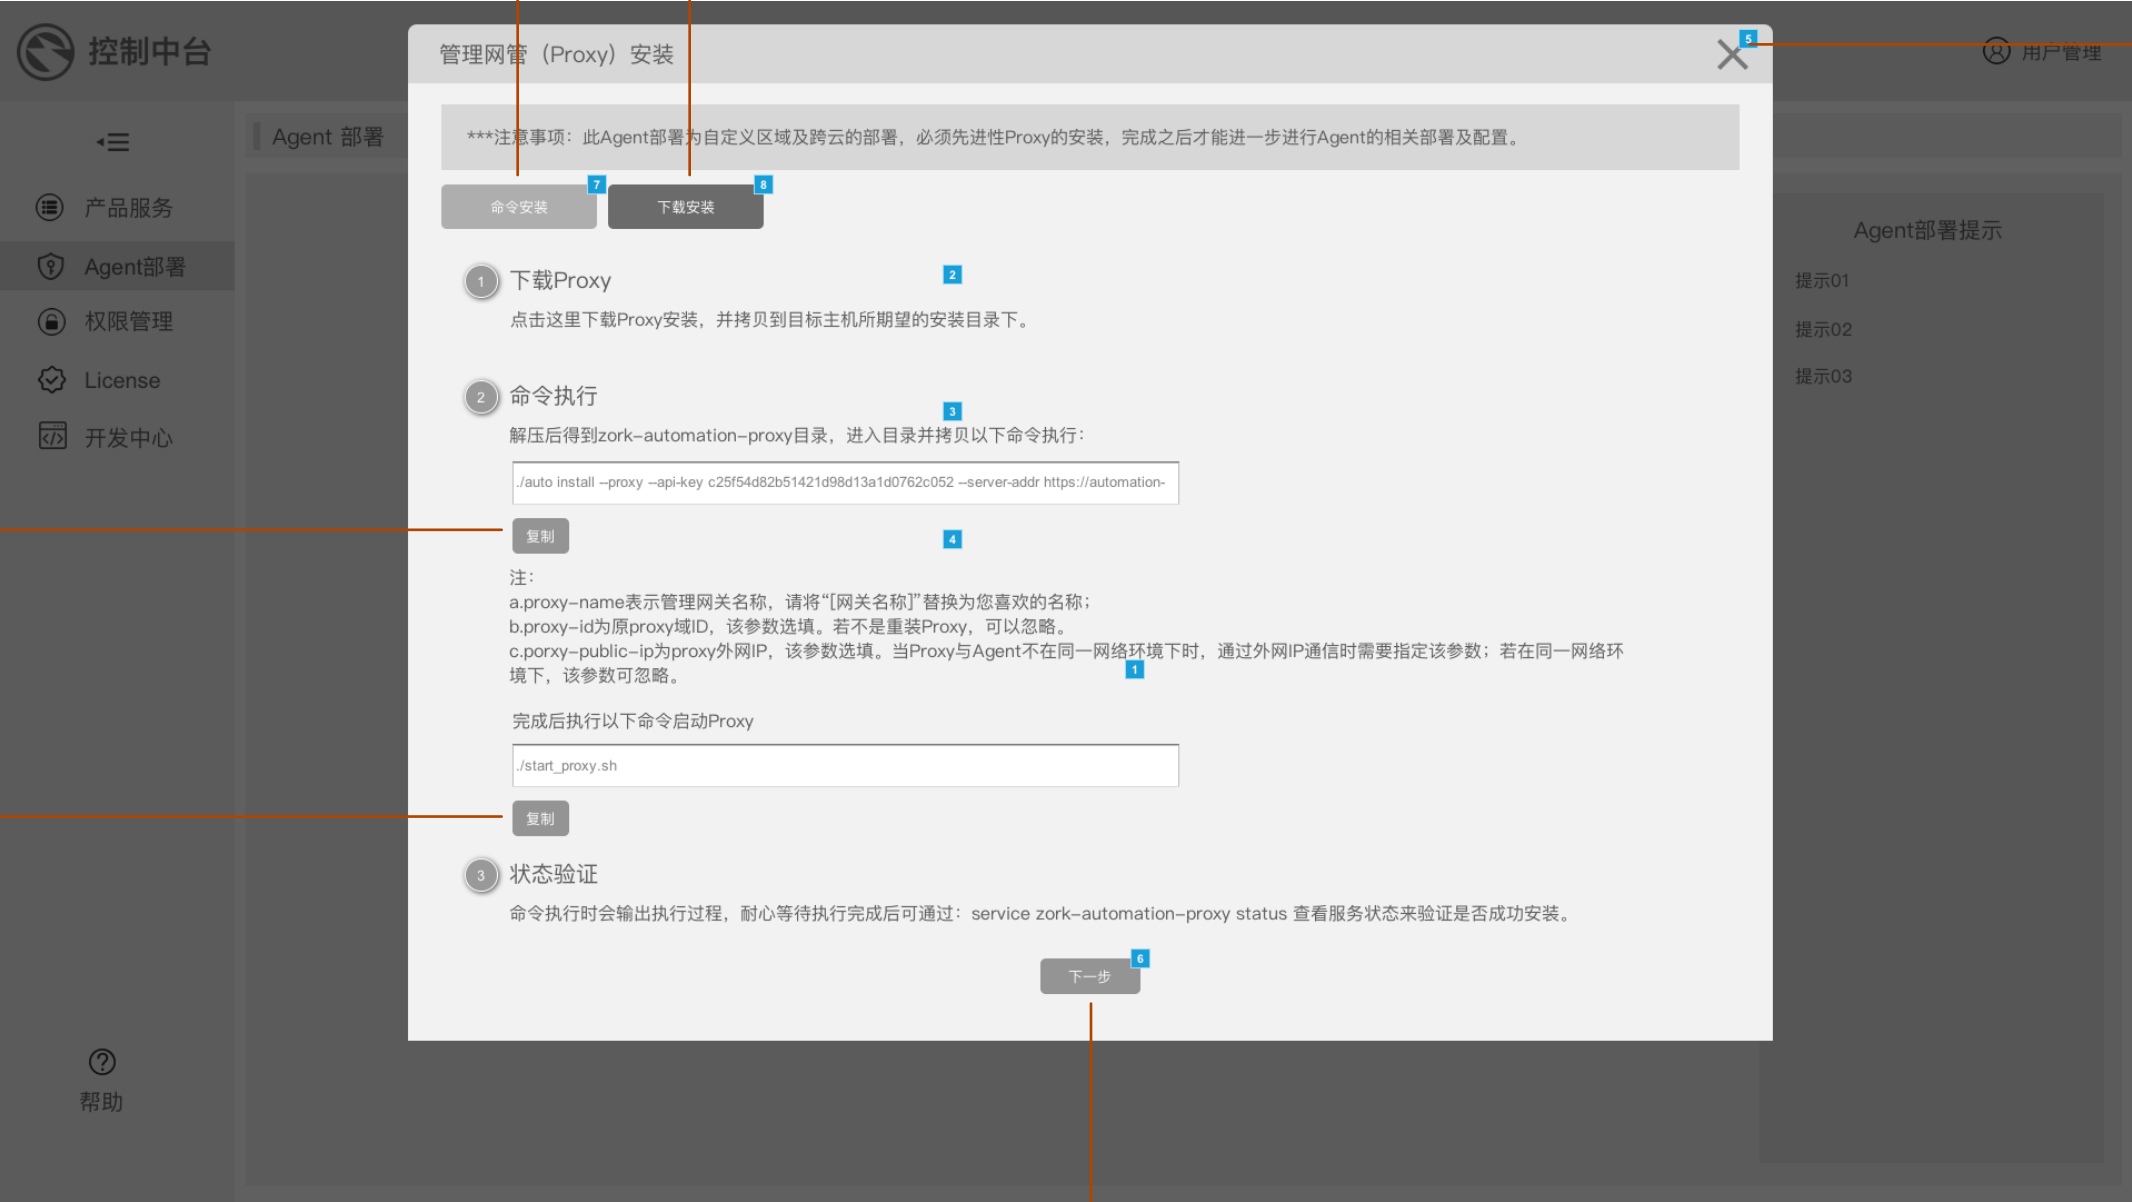 控制中台
用户管理
产品服务
Agent部署
权限管理
License
开发中心
帮助
Agent 部署
管理网管（Proxy）安装
5
***注意事项：此Agent部署为自定义区域及跨云的部署，必须先进性Proxy的安装，完成之后才能进一步进行Agent的相关部署及配置。
命令安装
7
下载安装
8
1
下载Proxy
2
点击这里下载Proxy安装，并拷贝到目标主机所期望的安装目录下。
2
命令执行
3
解压后得到zork-automation-proxy目录，进入目录并拷贝以下命令执行：
./auto install --proxy --api-key c25f54d82b51421d98d13a1d0762c052 --server-addr https://automation-
复制
4
注：
a.proxy-name表示管理网关名称，请将“[网关名称]”替换为您喜欢的名称；
b.proxy-id为原proxy域ID，该参数选填。若不是重装Proxy，可以忽略。
c.porxy-public-ip为proxy外网IP，该参数选填。当Proxy与Agent不在同一网络环境下时，通过外网IP通信时需要指定该参数；若在同一网络环
境下，该参数可忽略。
1
完成后执行以下命令启动Proxy
./start_proxy.sh
复制
3
状态验证
命令执行时会输出执行过程，耐心等待执行完成后可通过：service zork-automation-proxy status 查看服务状态来验证是否成功安装。
下一步
6
Agent部署提示
提示01
提示02
提示03